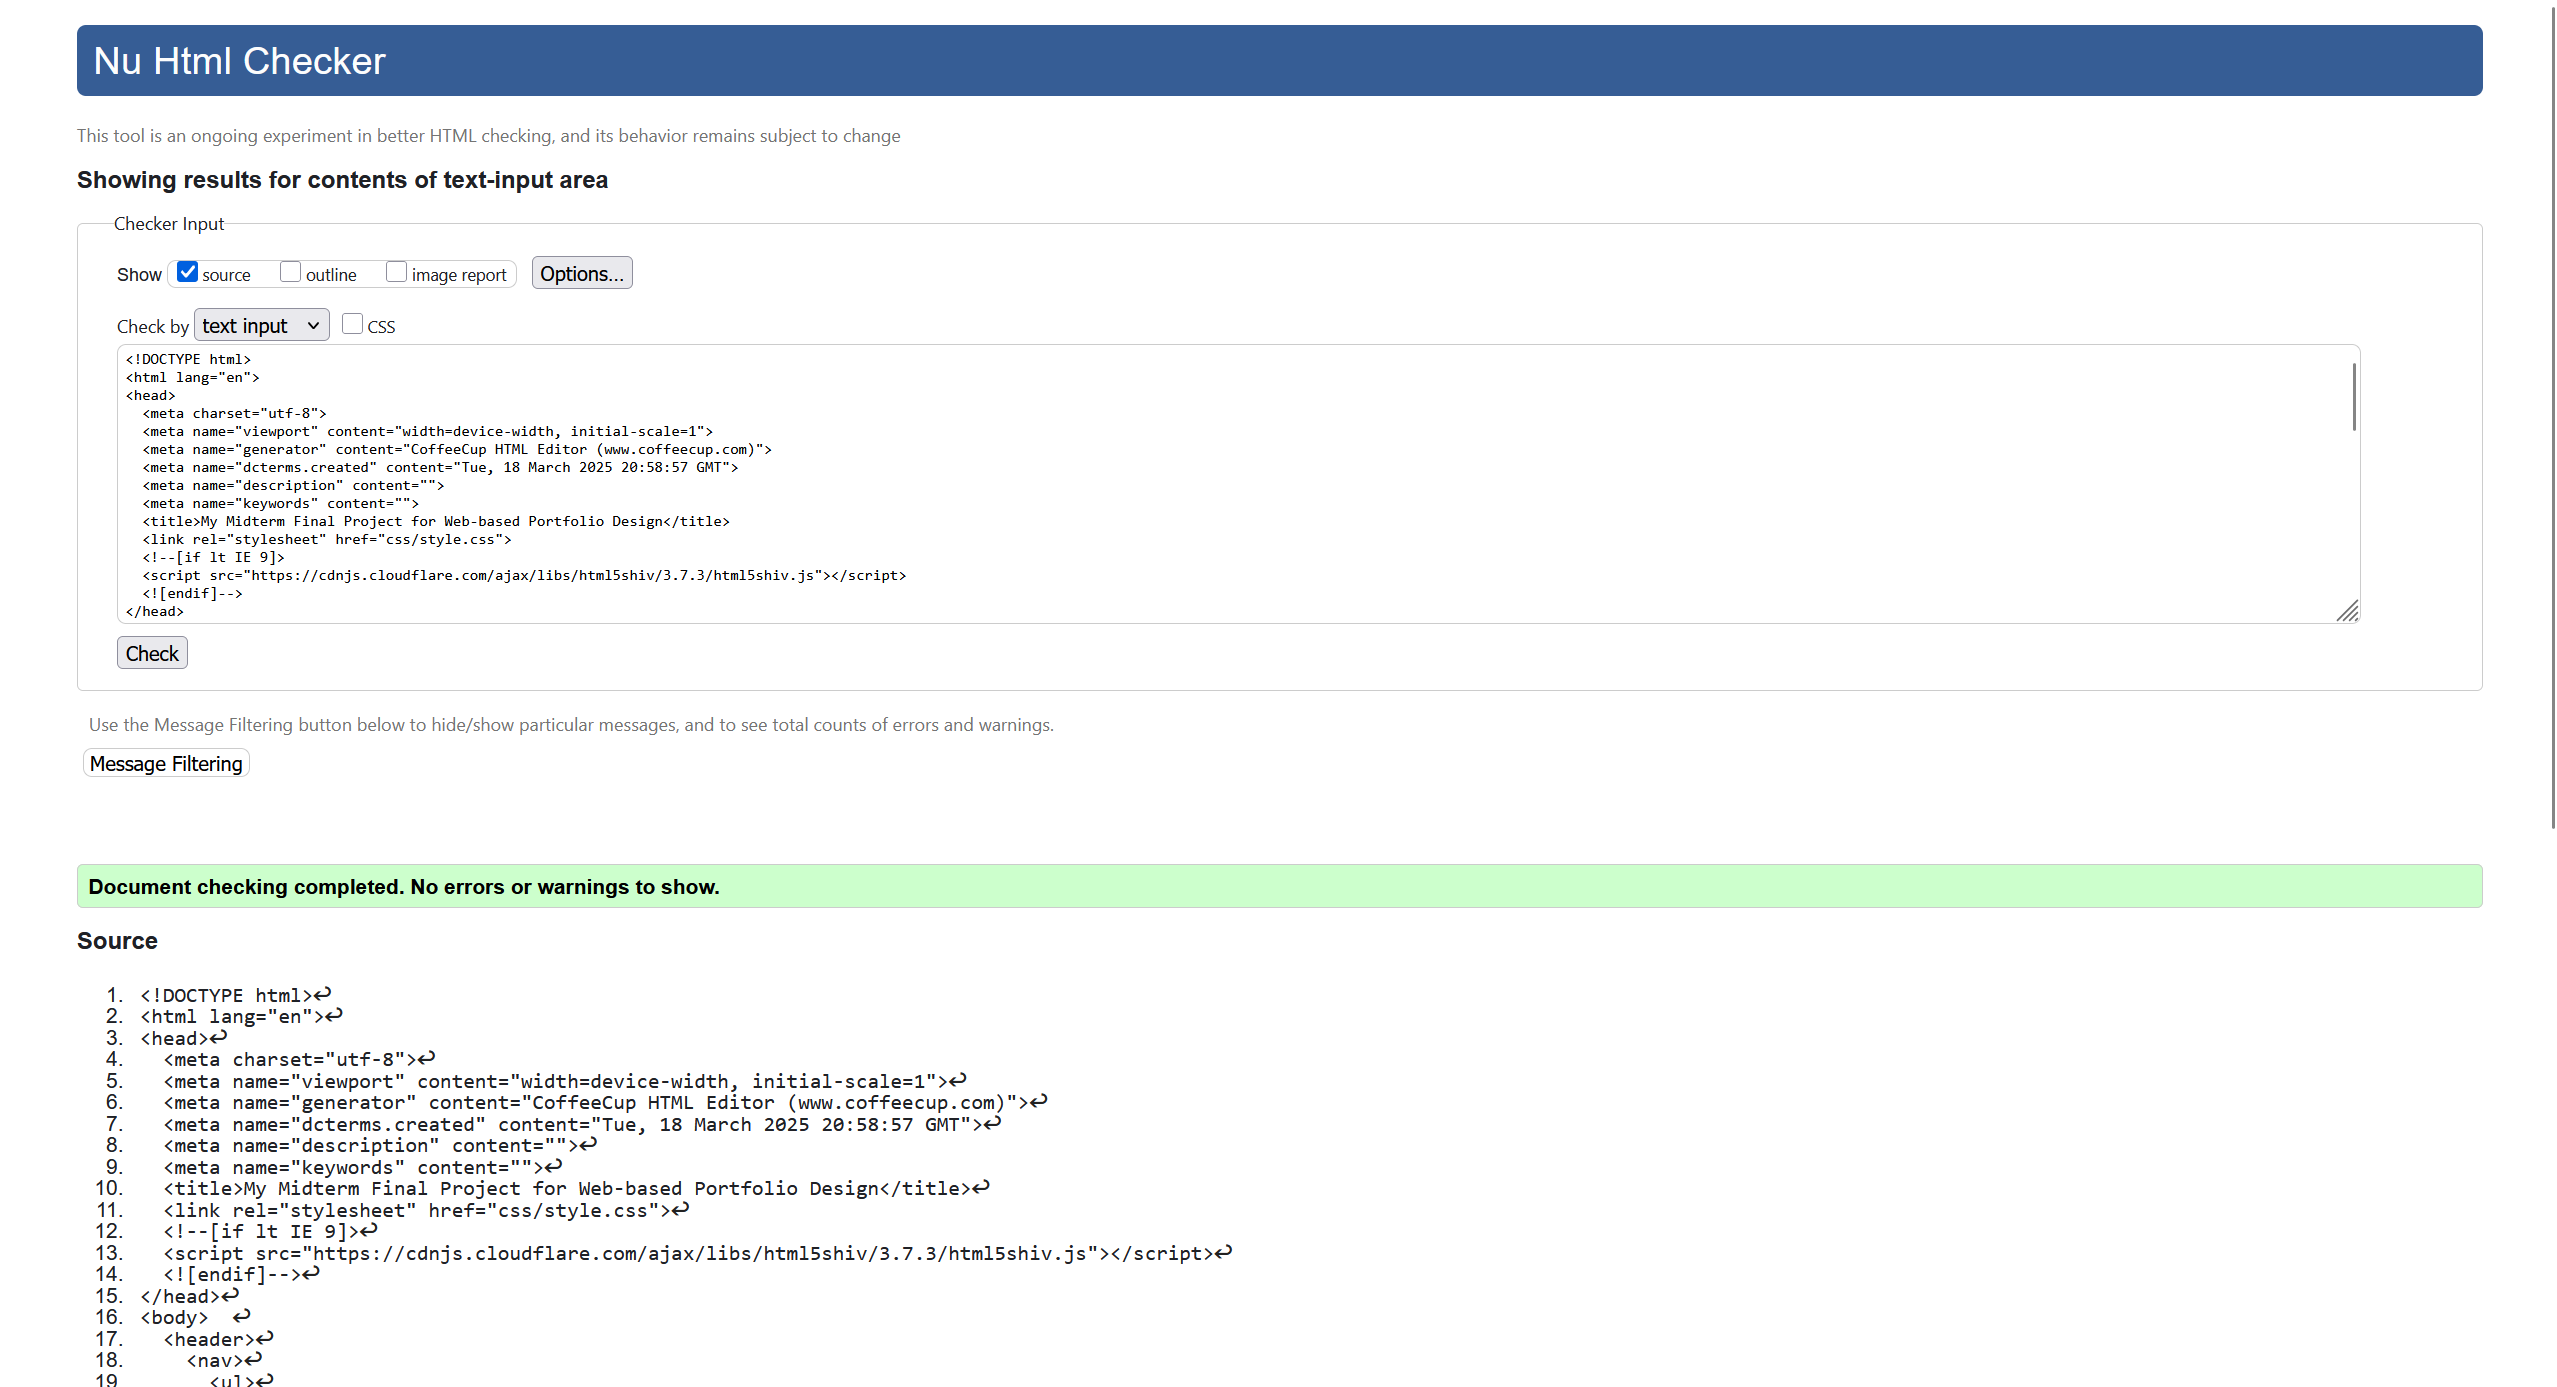 Nu Html Checker
This tool is an ongoing experiment in better HTML checking, and its behavior remains subject to change
Showing results for contents of text-input area
Checker Input
Show source outline image report Options...
Check by text input CSS
<!DOCTYPE html>
<html lang="en">
<head>
  <meta charset="utf-8">
  <meta name="viewport" content="width=device-width, initial-scale=1">
  <meta name="generator" content="CoffeeCup HTML Editor (www.coffeecup.com)">
  <meta name="dcterms.created" content="Tue, 18 March 2025 20:58:57 GMT">
  <meta name="description" content="">
  <meta name="keywords" content="">
  <title>My Midterm Final Project for Web-based Portfolio Design</title>
  <link rel="stylesheet" href="css/style.css">
  <!--[if lt IE 9]>
  <script src="https://cdnjs.cloudflare.com/ajax/libs/html5shiv/3.7.3/html5shiv.js"></script>
  <![endif]-->
</head>
Check
Use the Message Filtering button below to hide/show particular messages, and to see total counts of errors and warnings.
Message Filtering
Document checking completed. No errors or warnings to show.
Source
1. <!DOCTYPE html>↩
2. <html lang="en">↩
3. <head>↩
4.   <meta charset="utf-8">↩
5.   <meta name="viewport" content="width=device-width, initial-scale=1">↩
6.   <meta name="generator" content="CoffeeCup HTML Editor (www.coffeecup.com)">↩
7.   <meta name="dcterms.created" content="Tue, 18 March 2025 20:58:57 GMT">↩
8.   <meta name="description" content="">↩
9.   <meta name="keywords" content="">↩
10.   <title>My Midterm Final Project for Web-based Portfolio Design</title>↩
11.   <link rel="stylesheet" href="css/style.css">↩
12.   <!--[if lt IE 9]>↩
13.   <script src="https://cdnjs.cloudflare.com/ajax/libs/html5shiv/3.7.3/html5shiv.js"></script>↩
14.   <![endif]-->↩
15. </head>↩
16. <body>  ↩
17.   <header>↩
18.     <nav>↩
19       <ul>↩